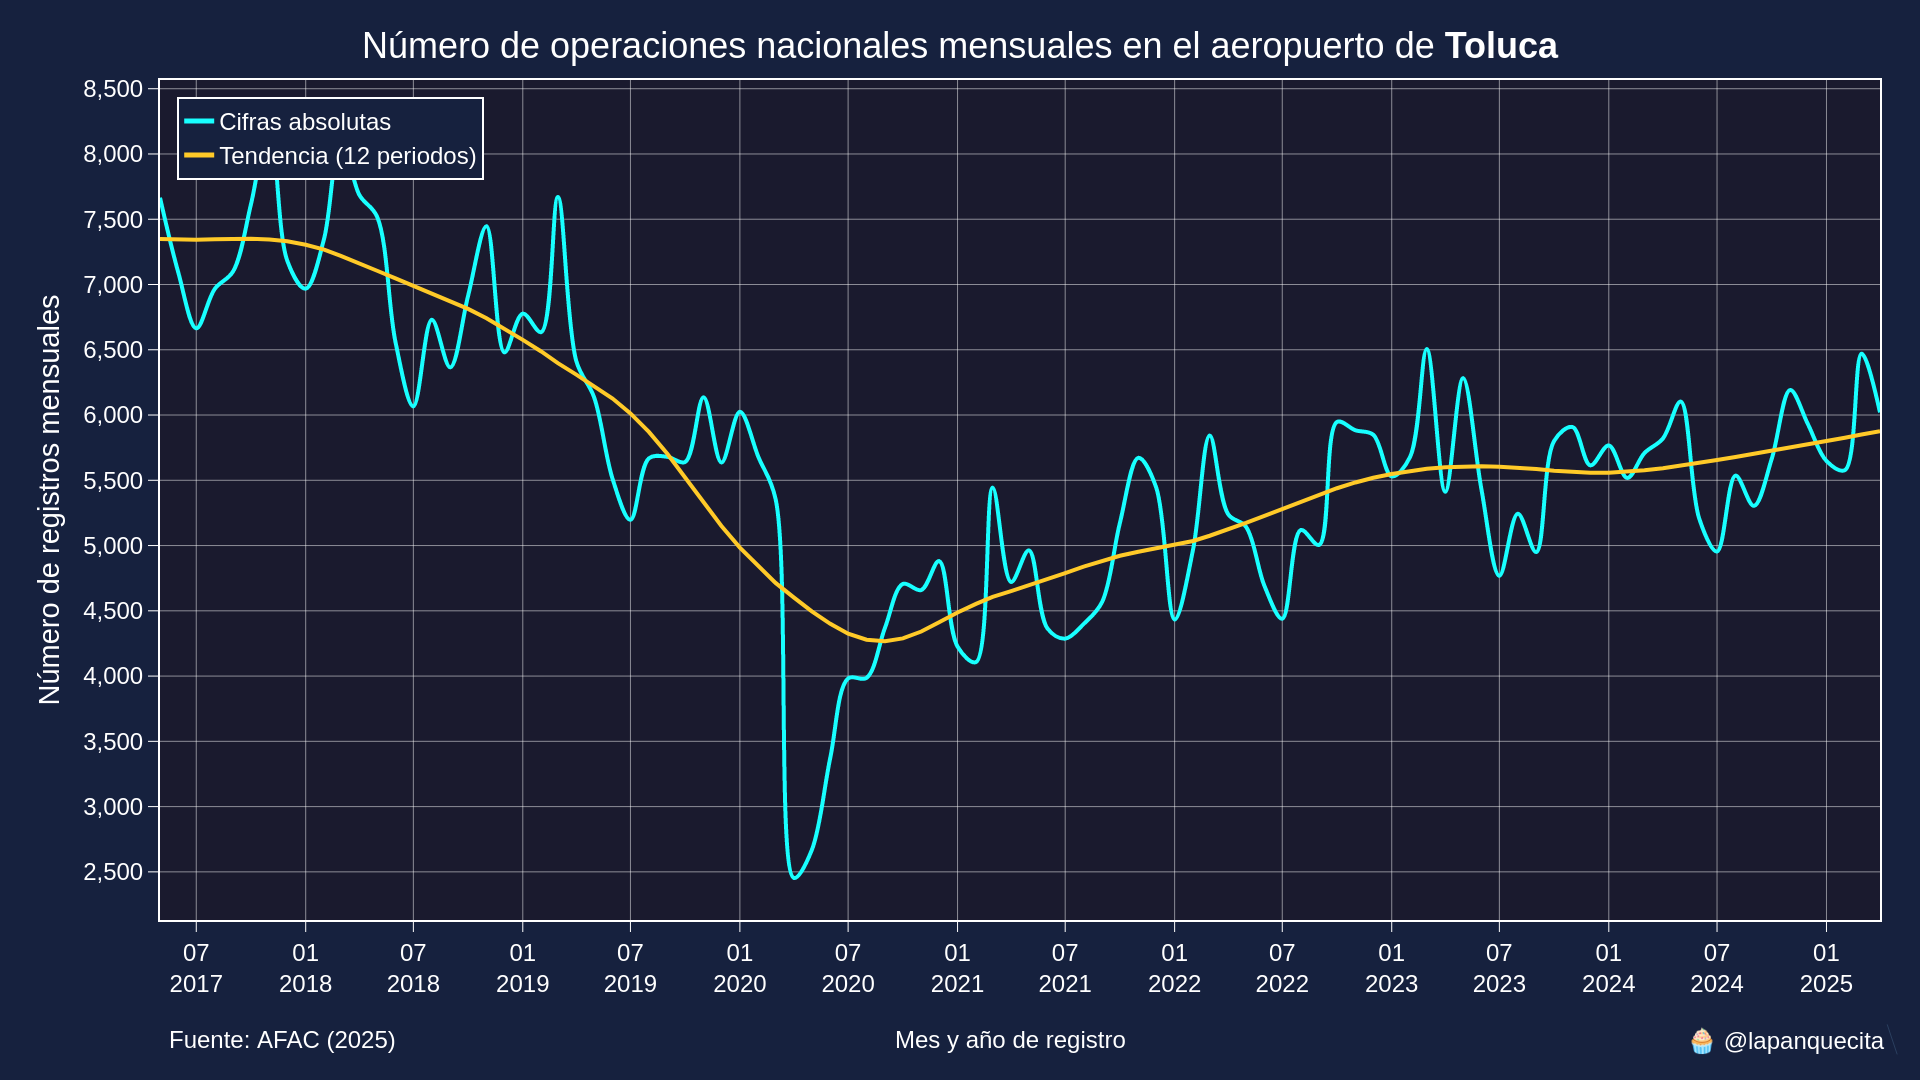 Número de operaciones nacionales mensuales en el aeropuerto de Toluca
Número de registros mensuales
8,500
8,000
7,500
7,000
6,500
6,000
5,500
5,000
4,500
4,000
3,500
3,000
2,500
Cifras absolutas
Tendencia (12 periodos)
07 01 07 01 07 01 07 01 07 01 07 01 07 01 07 01
2017 2018 2018 2019 2019 2020 2020 2021 2021 2022 2022 2023 2023 2024 2024 2025
Fuente: AFAC (2025) Mes y año de registro 🧁 @lapanquecita